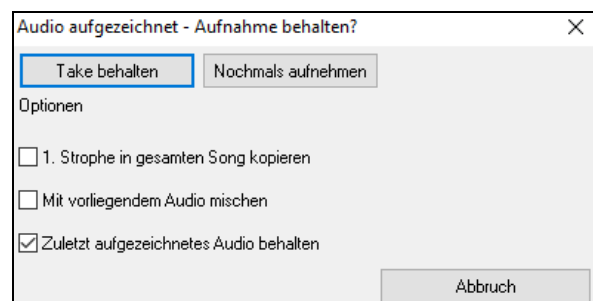 Audio aufgezeichnet - Aufnahme behalten?
Take behalten
Nochmals aufnehmen
Optionen
1. Strophe in gesamten Song kopieren
Mit vorliegendem Audio mischen
Zuletzt aufgezeichnetes Audio behalten
Abbruch